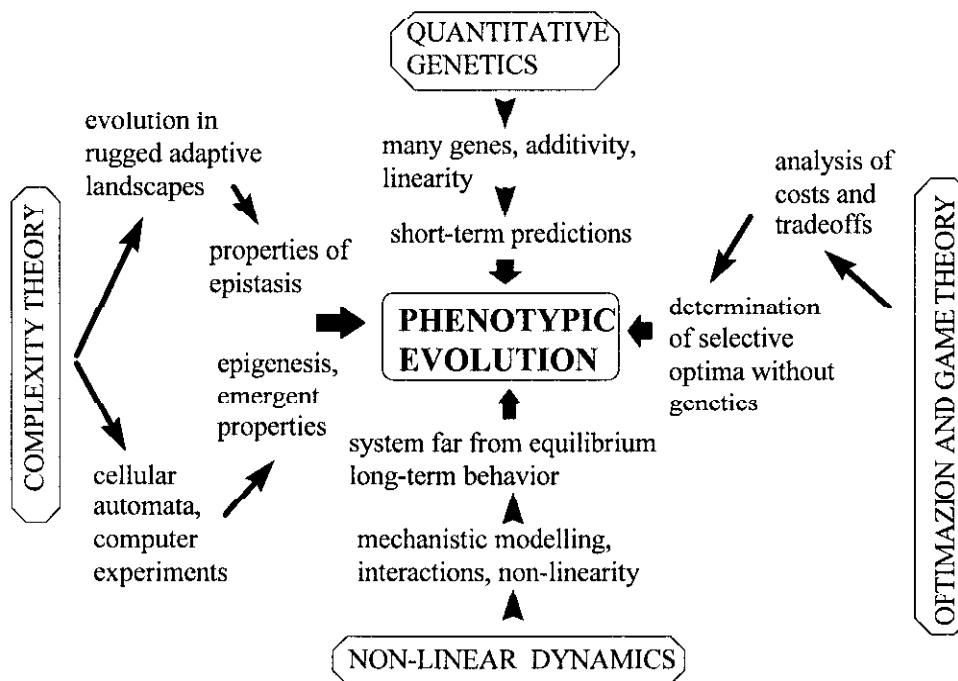 QUANTITATIVE
GENETICS
evolution in
rugged adaptive
landscapes
many genes, additivity,
linearity
analysis of
costs and
tradeoffs
short-term predictions
properties of
epistasis
COMPLEXITY THEORY
PHENOTYPIC
EVOLUTION
determination
of selective
optima without
genetics
OPTIMAZION AND GAME THEORY
epigenesis,
emergent
properties
system far from equilibrium
long-term behavior
cellular
automata,
computer
experiments
mechanistic modelling,
interactions, non-linearity
NON-LINEAR DYNAMICS